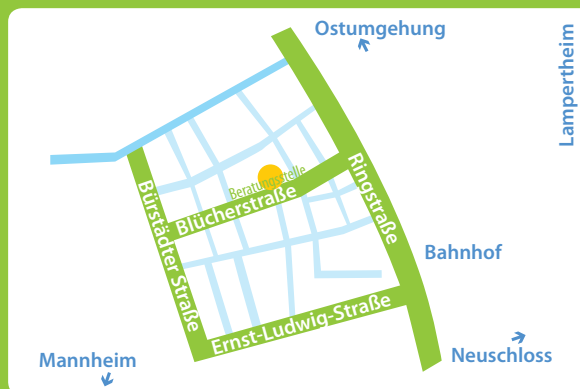 Ostumgehung
Lampertheim
Beratungsstelle
Blücherstraße
Ringstraße
Bürstädter Straße
Bahnhof
Ernst-Ludwig-Straße
Neuschloss
Mannheim